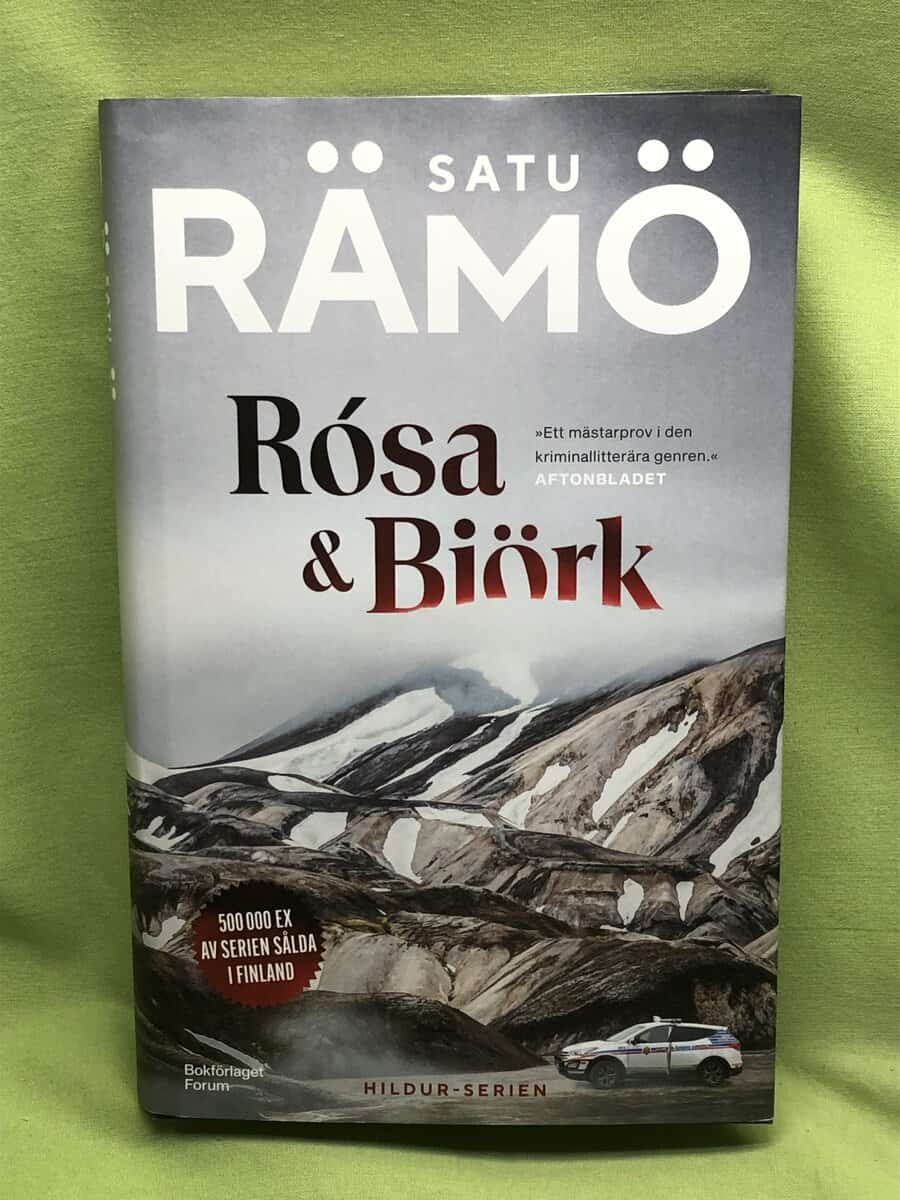 SATU
RÄMÖ
Rósa
& Björk
»Ett mästarprov i den
kriminallitterära genren.«
AFTONBLADET
500 000 EX
AV SERIEN SÅLDA
I FINLAND
Bokförlaget
Forum
HILDUR-SERIEN